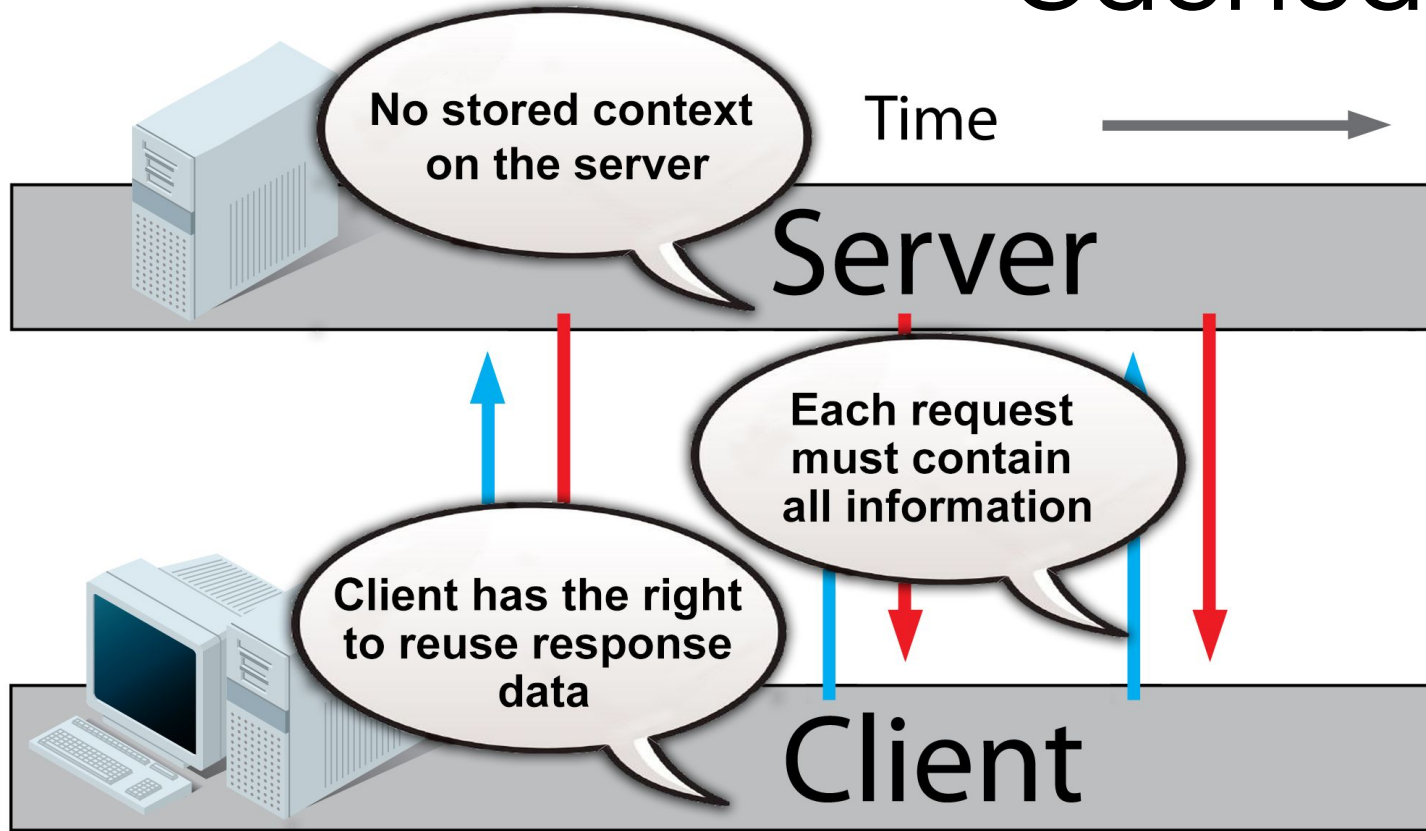 No stored context
on the server
Time
Server
Each request
must contain
all information
Client has the right
to reuse response
data
Client